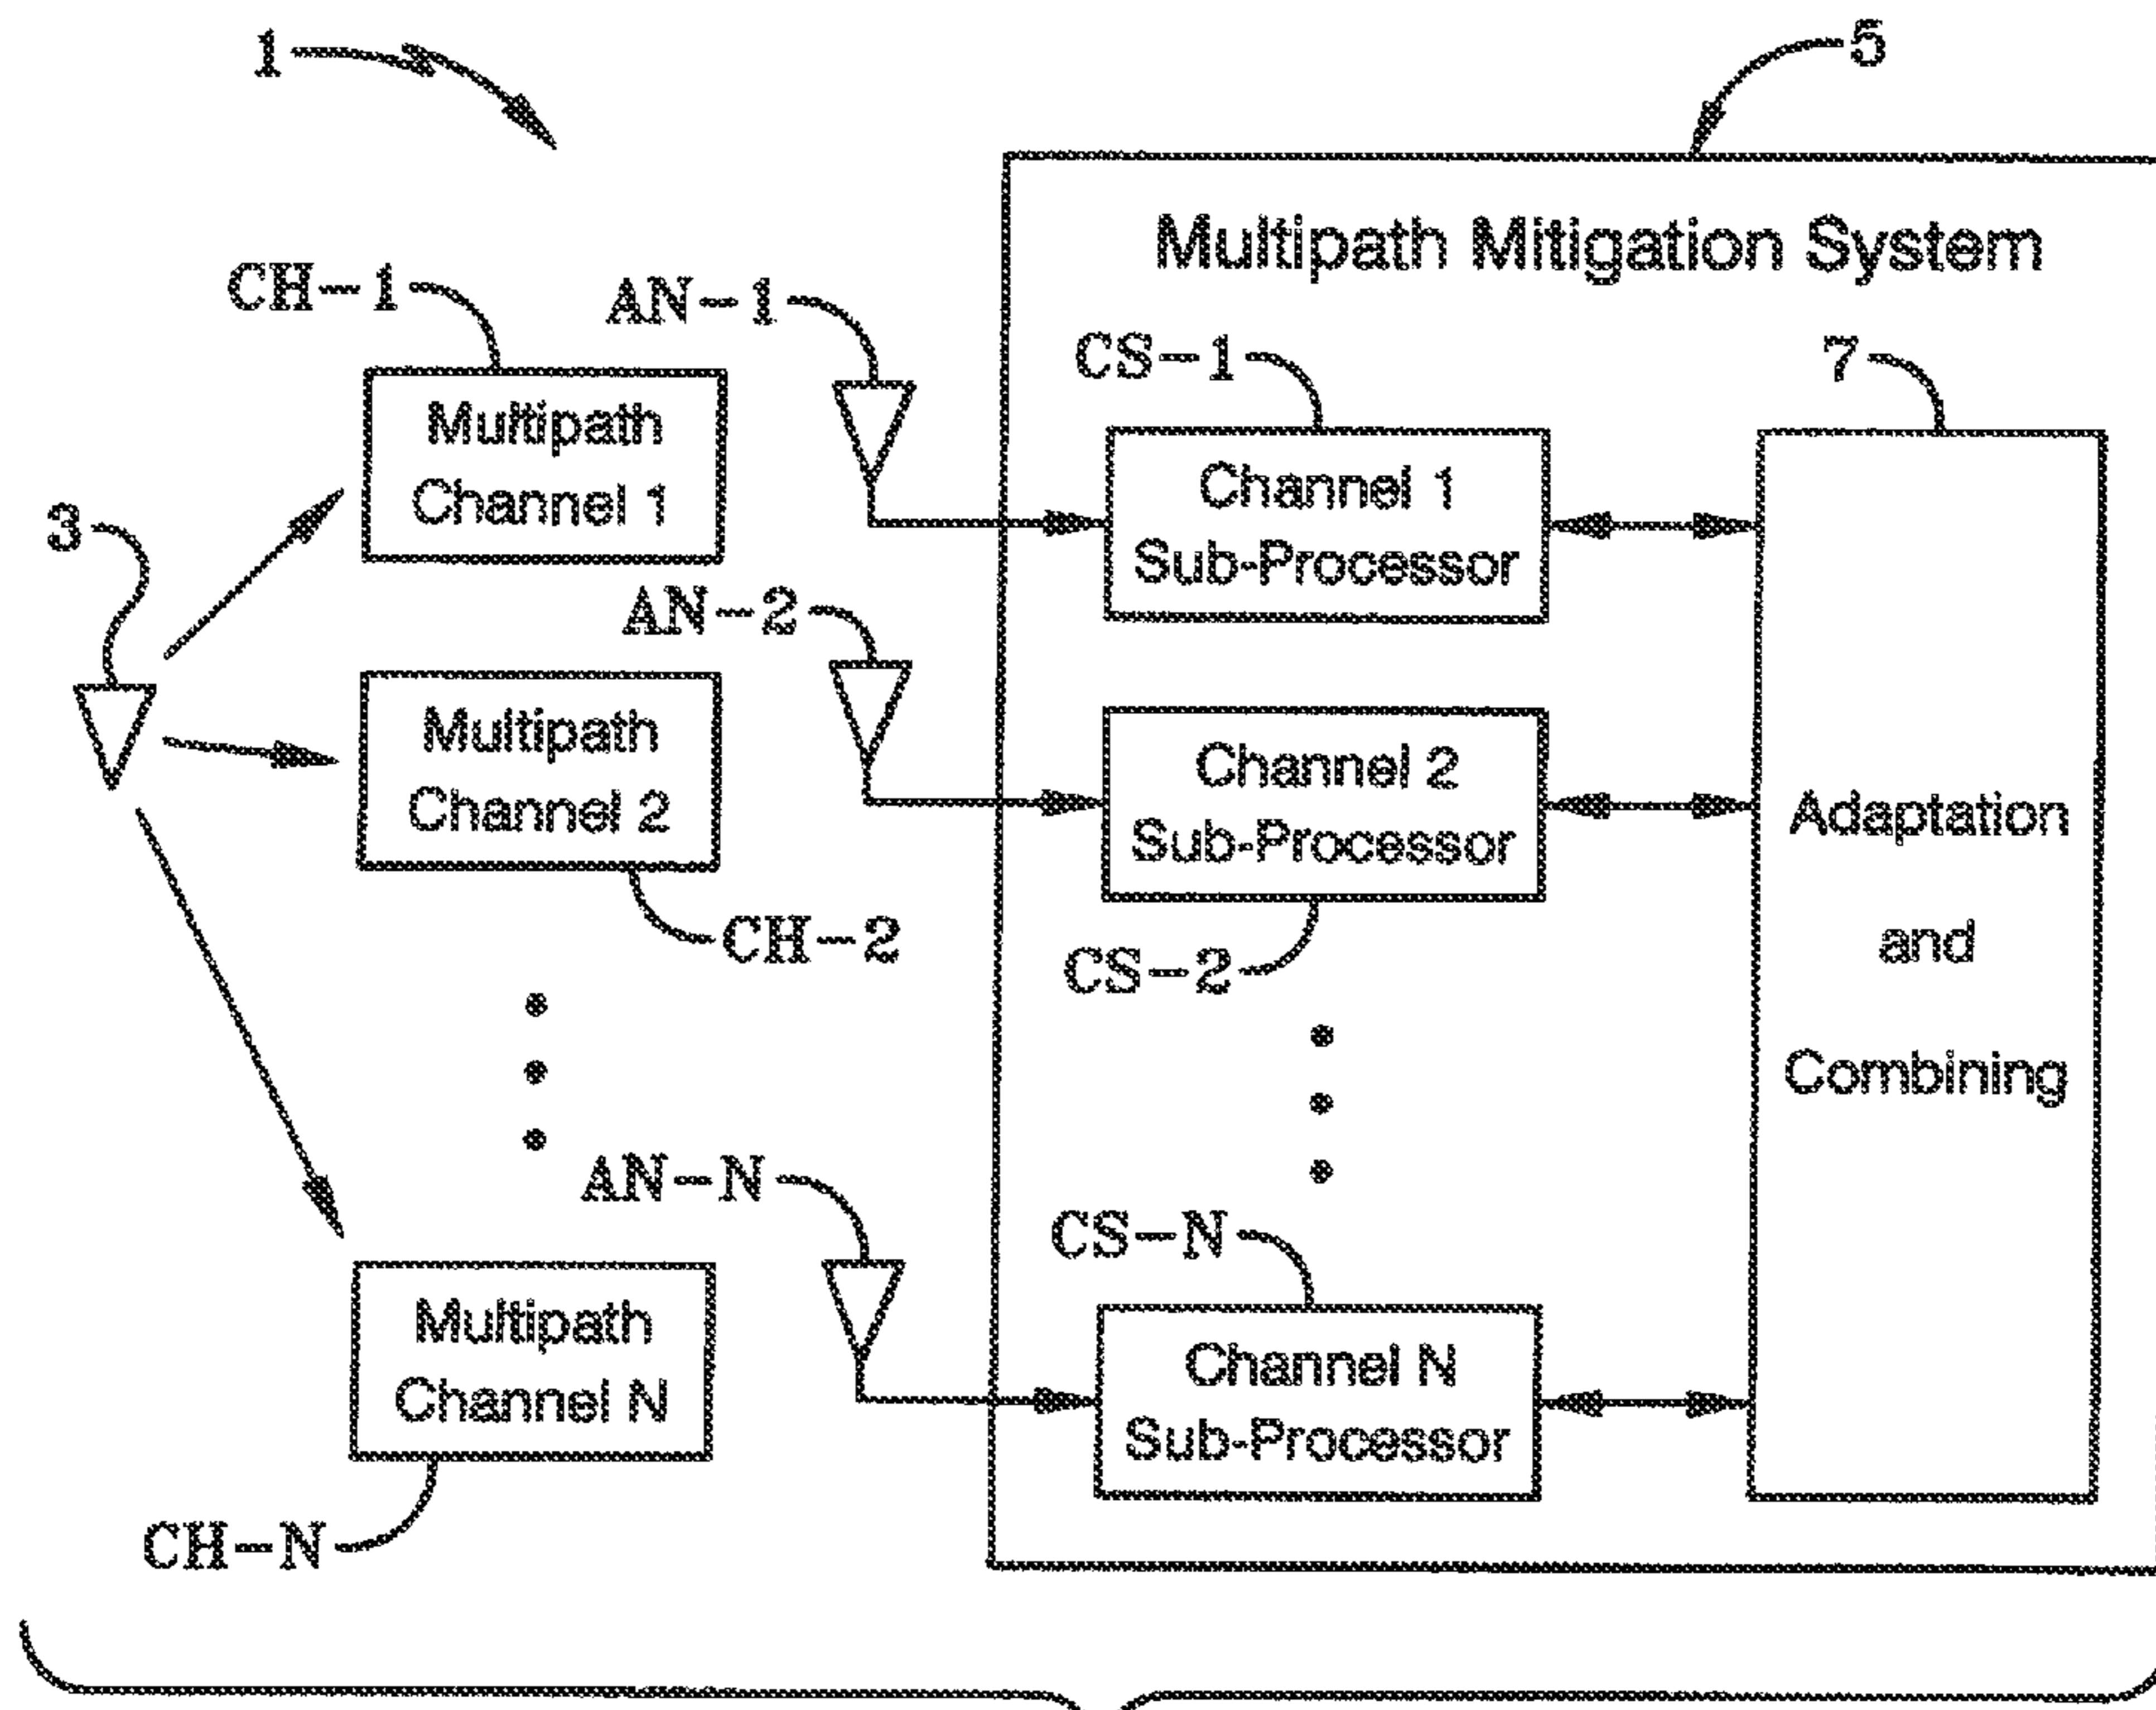 1
5
Multipath Mitigation System
CH-1
AN-1
CS-1
7
Multipath
Channel 1
Channel 1
Sub-Processor
3
AN-2
Multipath
Channel 2
Channel 2
Sub-Processor
Adaptation
and
Combining
CH-2
CS-2
AN-N
CS-N
Multipath
Channel N
Channel N
Sub-Processor
CH-N